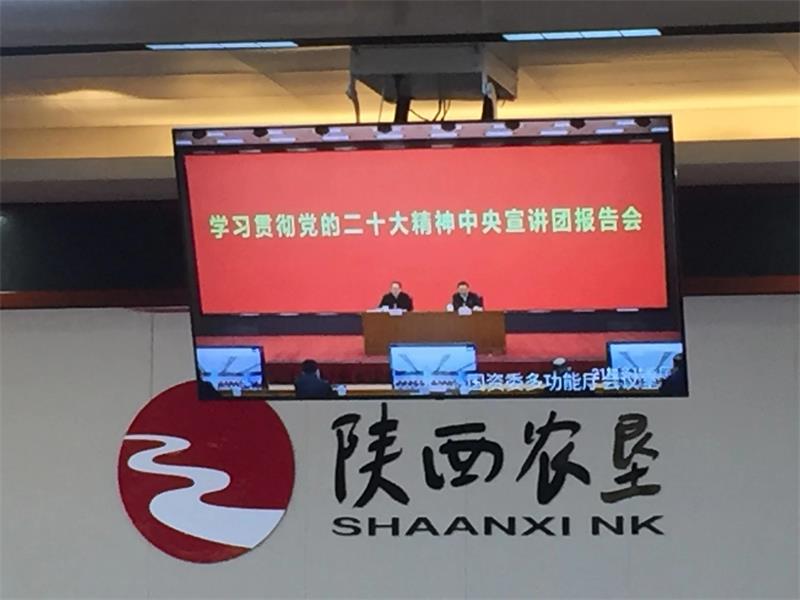 学习贯彻党的二十大精神中央宣讲团报告会
国资委多功能厅会议室
陕西农垦
SHAANXI NK